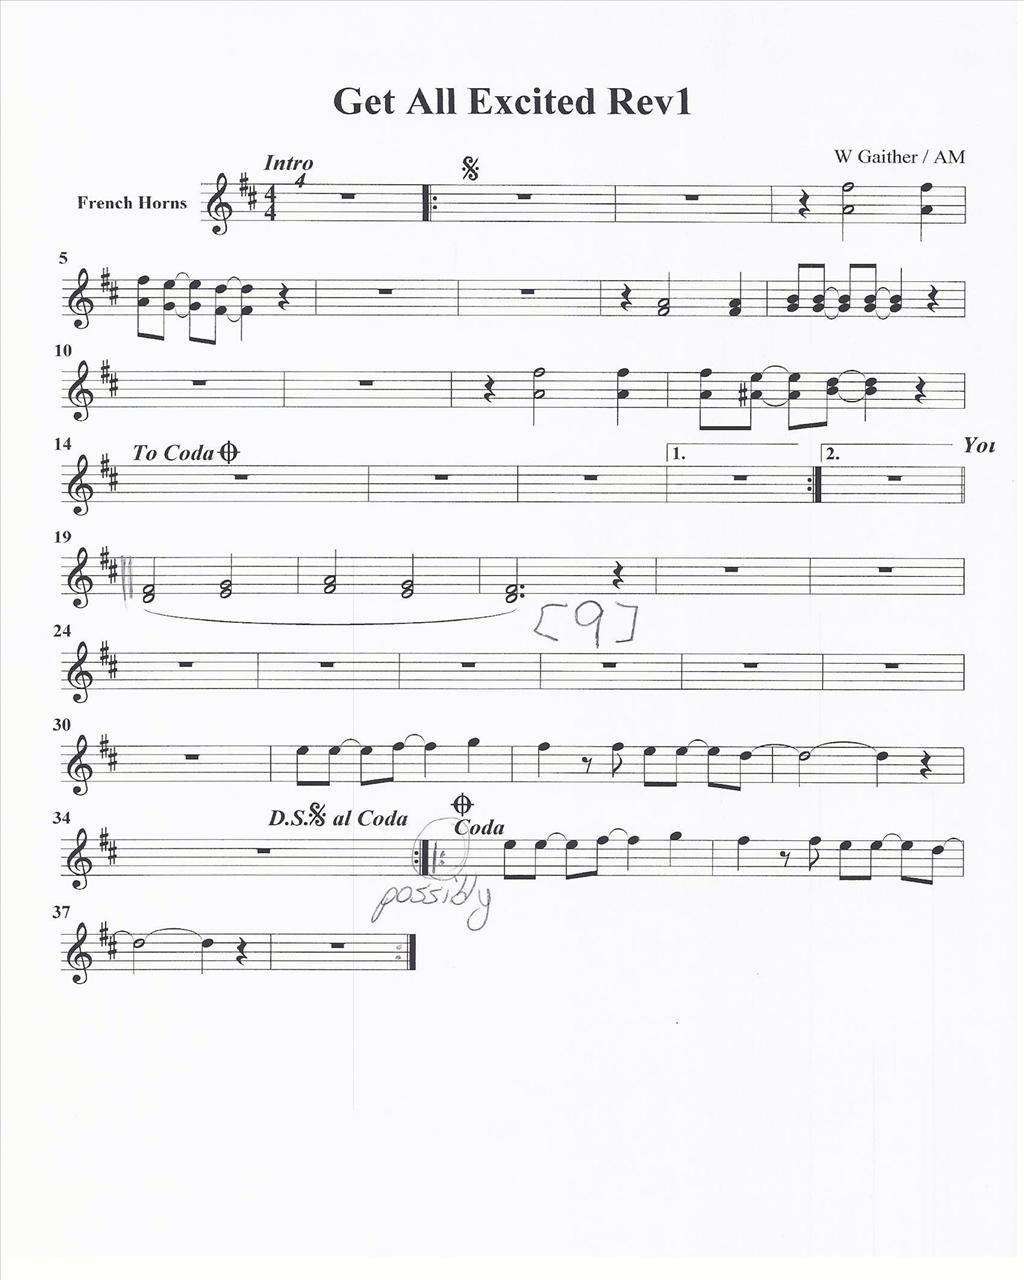 Get All Excited Rev1
W Gaither / AM
Intro
4
French Horns
4
4
5
10
14
To Coda
1.
2.
You
19
[9]
24
30
34
D.S. al Coda
Coda
possibly
37